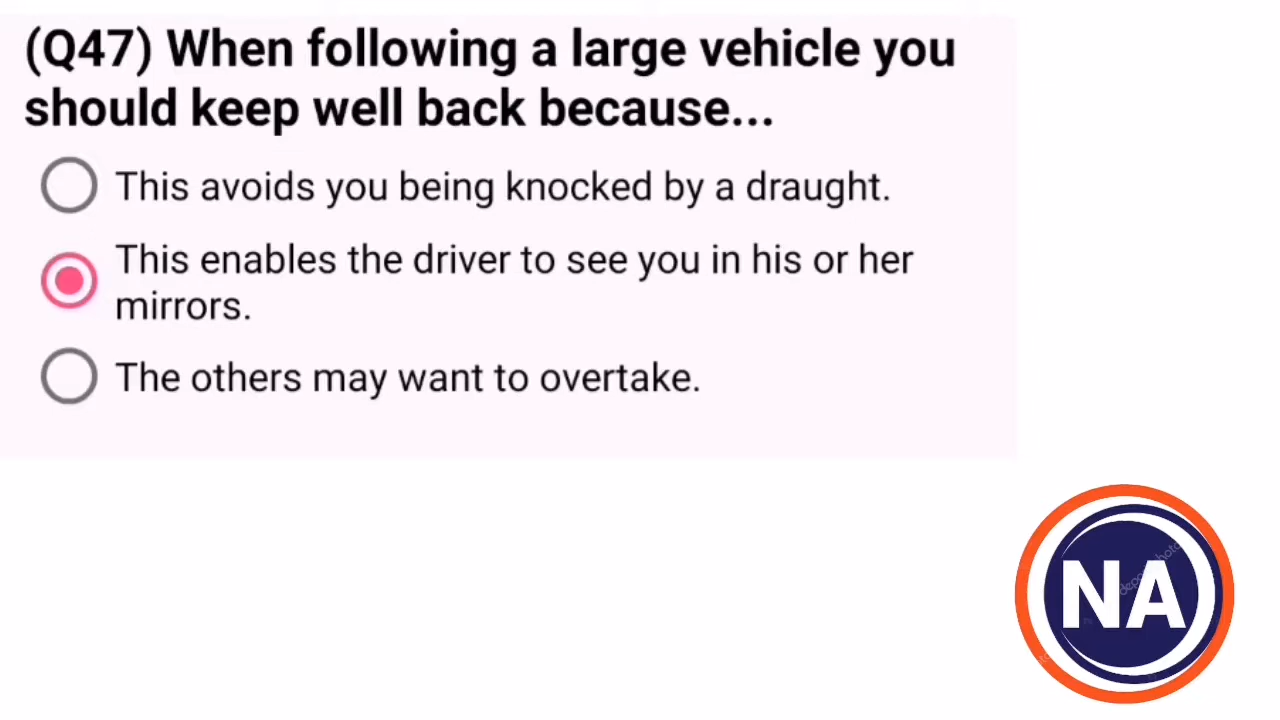 (Q47) When following a large vehicle you
should keep well back because...
This avoids you being knocked by a draught.
This enables the driver to see you in his or her
mirrors.
The others may want to overtake.
NA